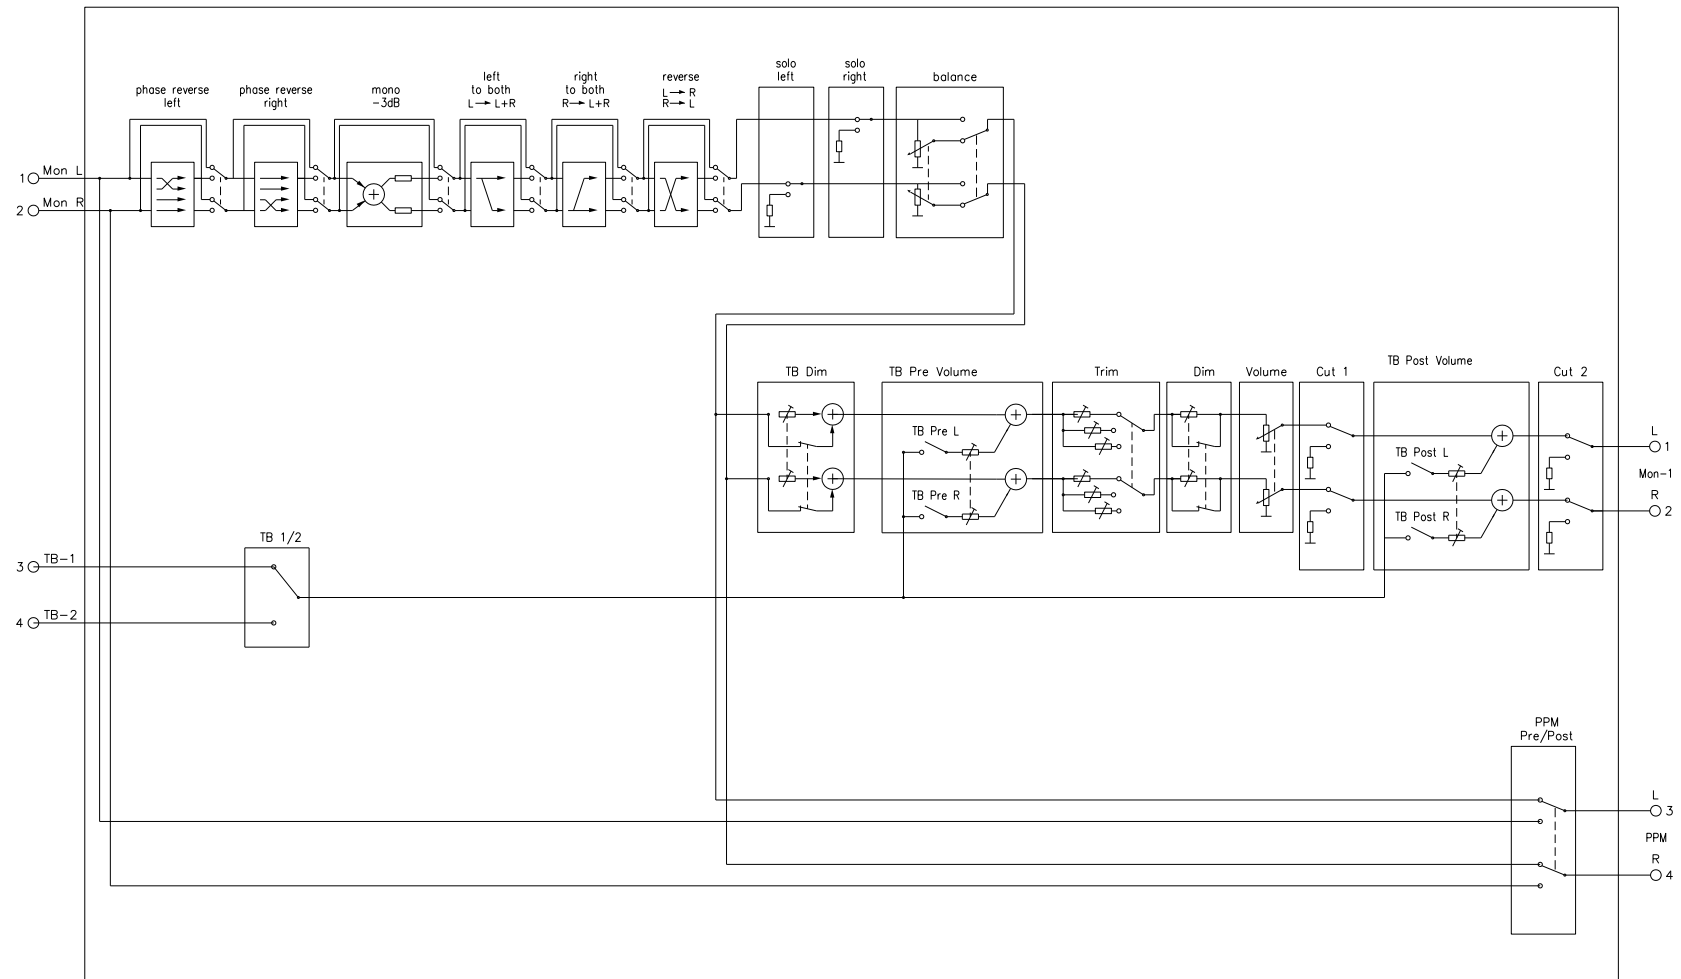 solo
left
solo
right
balance
phase reverse
left
phase reverse
right
mono
-3dB
left
to both
L→ L+R
right
to both
R→ L+R
reverse
L→ R
R→ L
1 Mon L
2 Mon R
TB Dim
TB Pre Volume
Trim
Dim
Volume
Cut 1
TB Post Volume
Cut 2
TB Pre L
TB Pre R
TB Post L
TB Post R
L
1
Mon-1
R
2
TB 1/2
3 TB-1
4 TB-2
PPM
Pre/Post
L
3
PPM
R
4